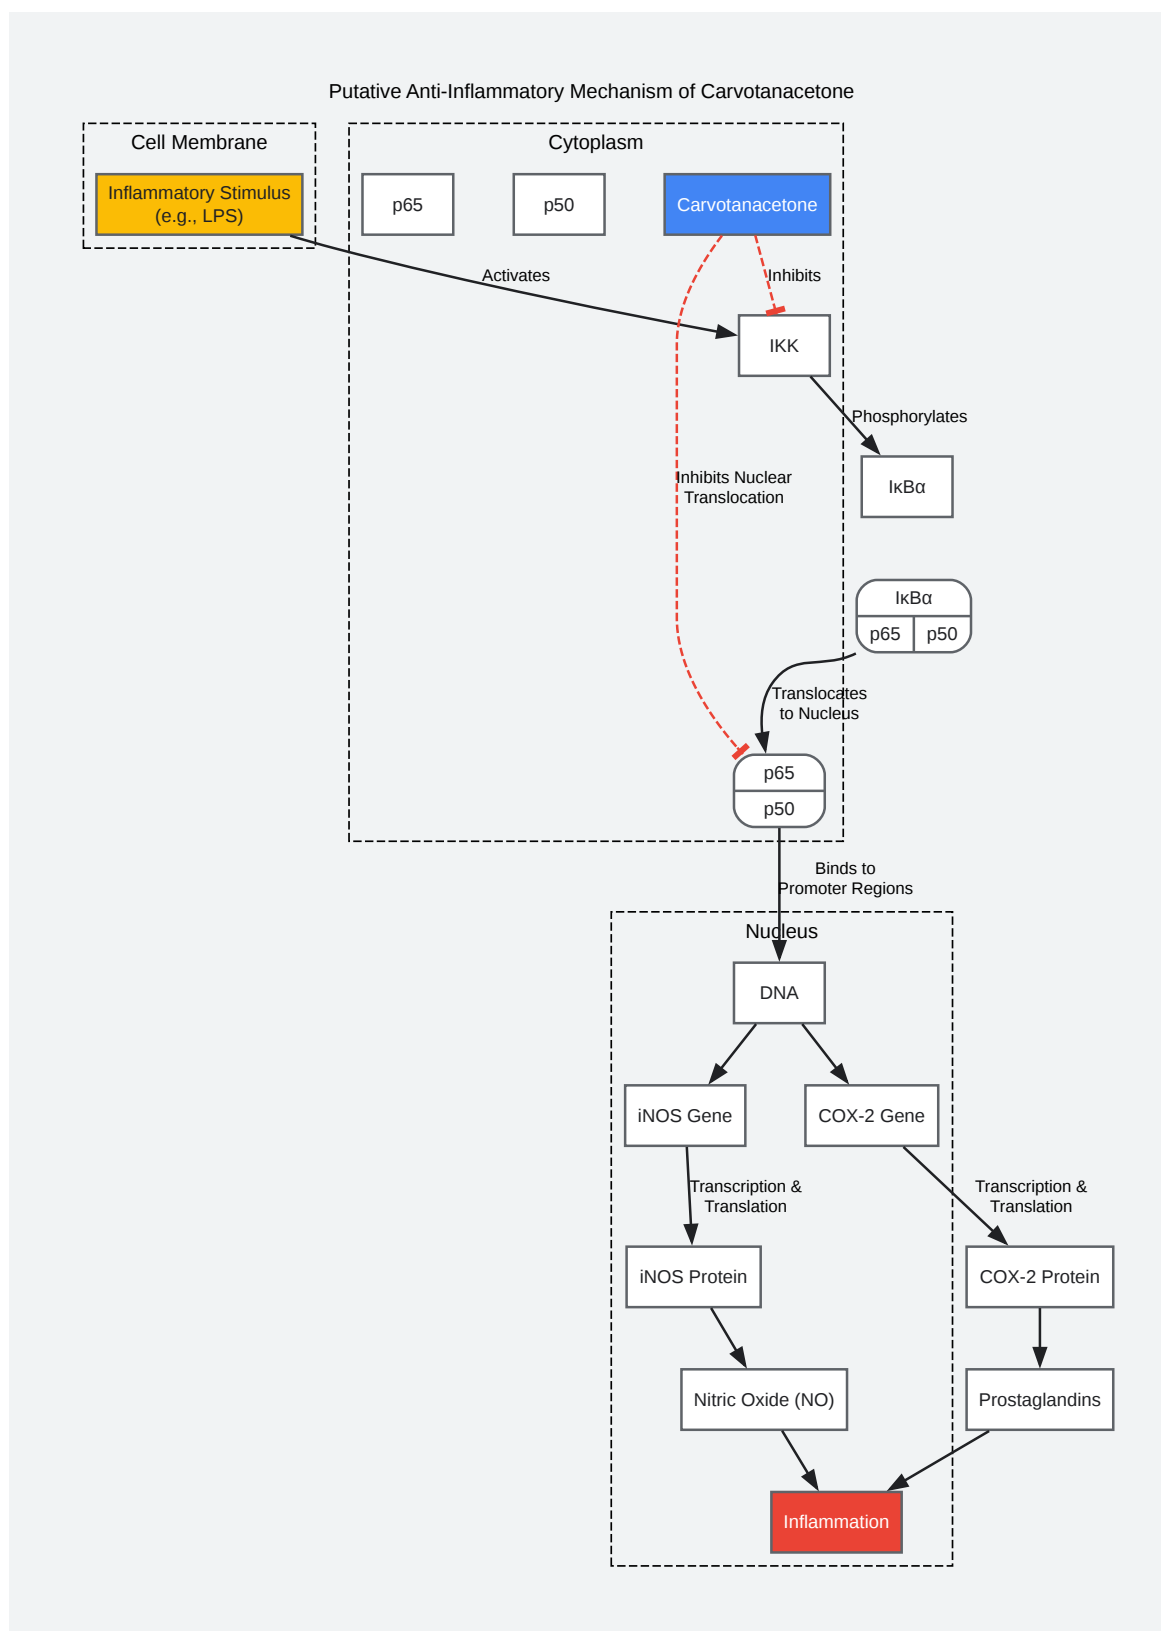 Putative Anti-Inflammatory Mechanism of Carvotanacetone
Cell Membrane
Cytoplasm
Inflammatory Stimulus
(e.g., LPS)
p65
p50
Carvotanacetone
Activates
Inhibits
IKK
Phosphorylates
IκBα
Inhibits Nuclear
Translocation
IκBα
p65
p50
Translocates
to Nucleus
p65
p50
Binds to
Promoter Regions
Nucleus
DNA
iNOS Gene
COX-2 Gene
Transcription &
Translation
Transcription &
Translation
iNOS Protein
COX-2 Protein
Nitric Oxide (NO)
Prostaglandins
Inflammation